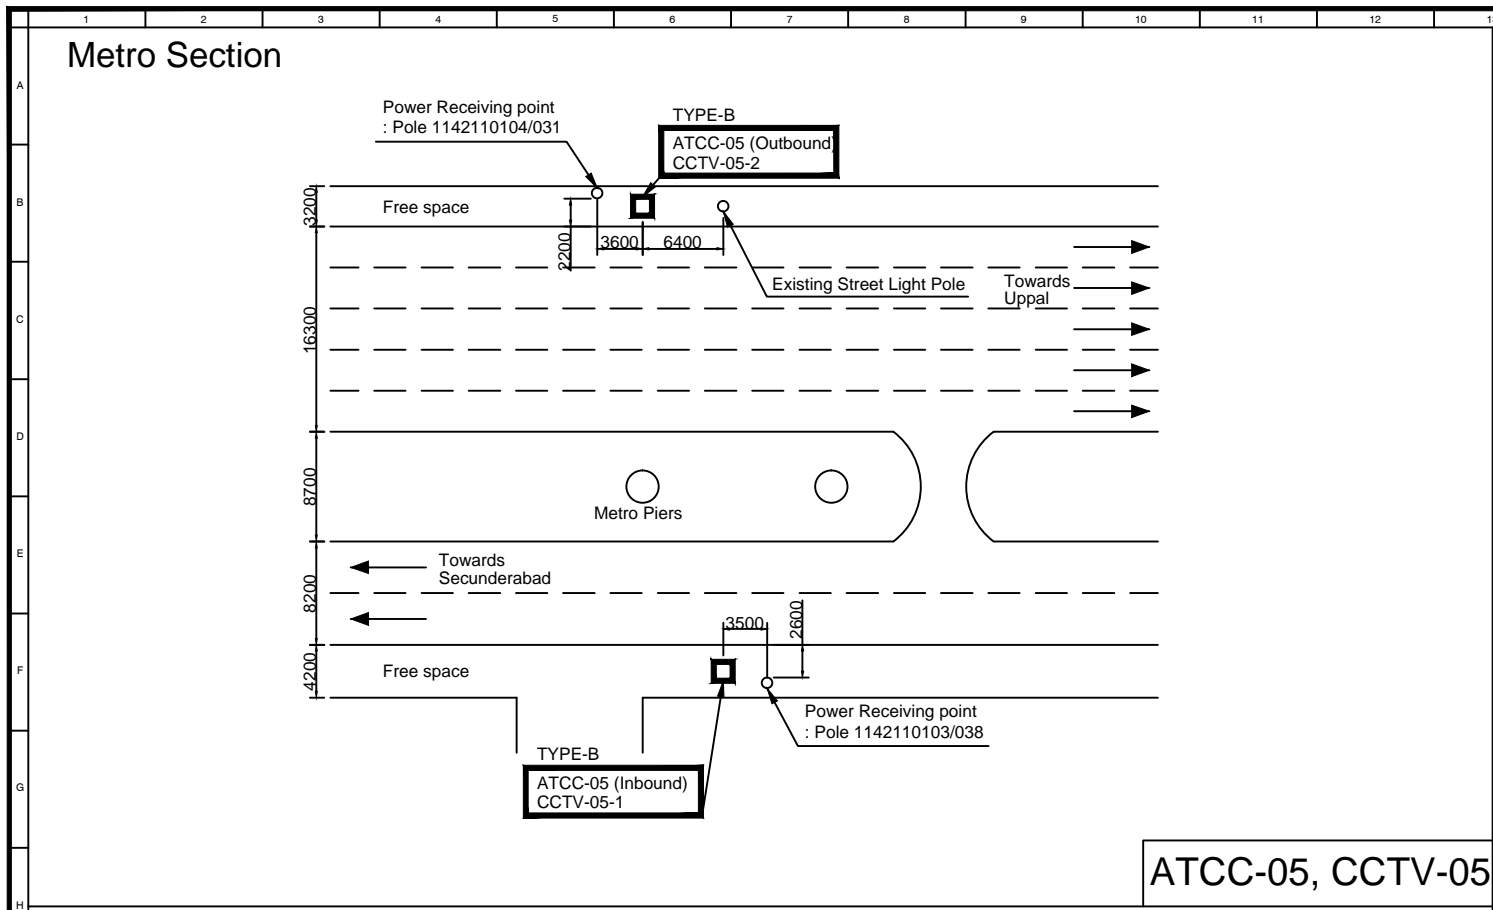 1 2 3 4 5 6 7 8 9 10 11 12
Metro Section
A
Power Receiving point
: Pole 1142110104/031
TYPE-B
ATCC-05 (Outbound)
CCTV-05-2
B
3200
Free space
2200
3600
6400
Existing Street Light Pole
Towards
Uppal
C
16300
D
8700
Metro Piers
E
Towards
Secunderabad
8200
3500
2600
F
4200
Free space
Power Receiving point
: Pole 1142110103/038
TYPE-B
ATCC-05 (Inbound)
CCTV-05-1
G
ATCC-05, CCTV-05
H